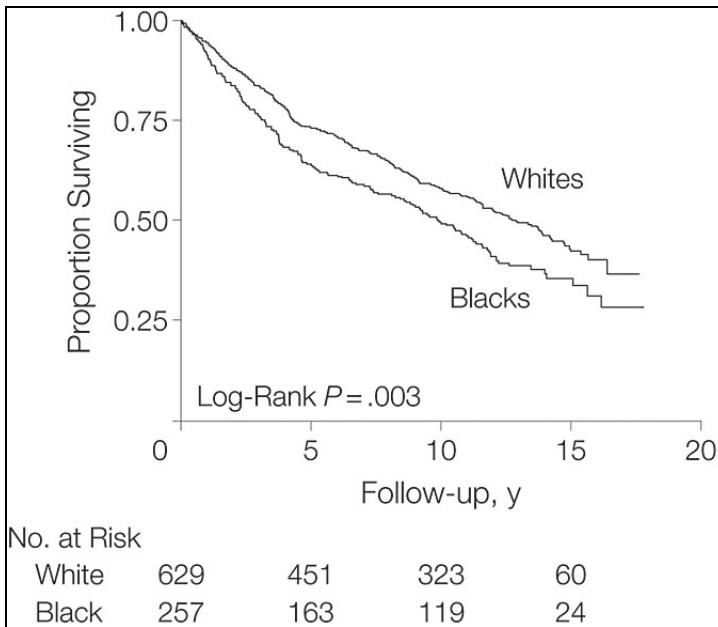 1.00
0.75
0.50
0.25
Proportion Surviving
Whites
Blacks
Log-Rank P=.003
0 5 10 15 20
Follow-up, y
No. at Risk
White 629 451 323 60
Black 257 163 119 24